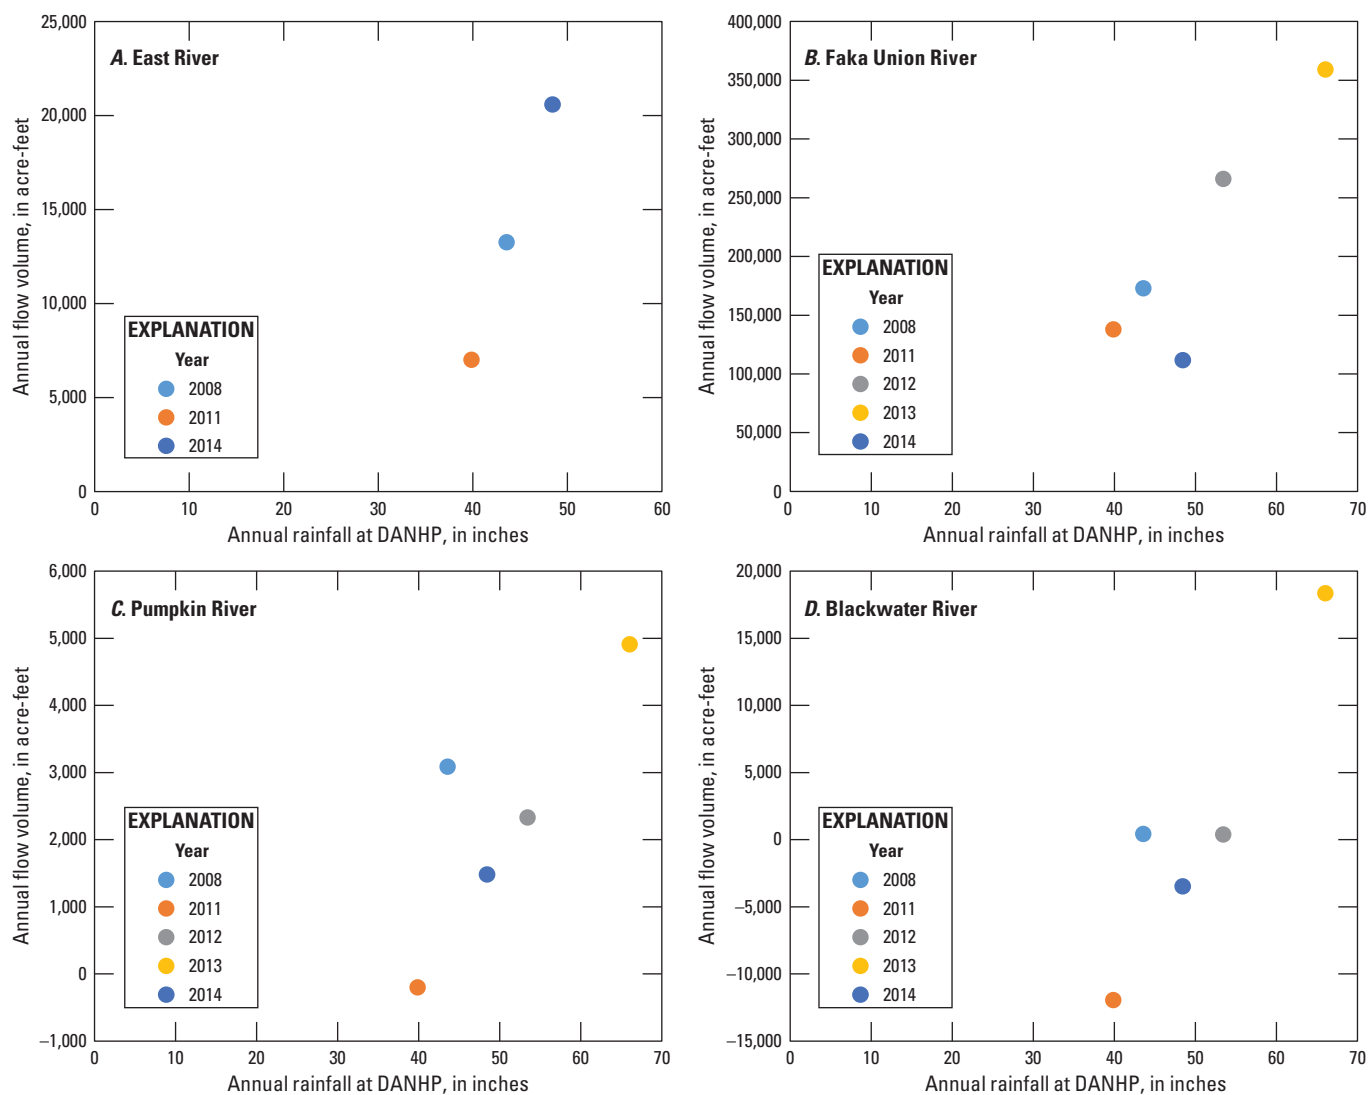 A. East River
Annual flow volume, in acre-feet
25,000
20,000
15,000
10,000
5,000
0
EXPLANATION
Year
2008
2011
2014
0 10 20 30 40 50 60
Annual rainfall at DANHP, in inches
B. Faka Union River
Annual flow volume, in acre-feet
400,000
350,000
300,000
250,000
200,000
150,000
100,000
50,000
0
EXPLANATION
Year
2008
2011
2012
2013
2014
0 10 20 30 40 50 60 70
Annual rainfall at DANHP, in inches
C. Pumpkin River
Annual flow volume, in acre-feet
6,000
5,000
4,000
3,000
2,000
1,000
0
–1,000
EXPLANATION
Year
2008
2011
2012
2013
2014
0 10 20 30 40 50 60 70
Annual rainfall at DANHP, in inches
D. Blackwater River
Annual flow volume, in acre-feet
20,000
15,000
10,000
5,000
0
–5,000
–10,000
–15,000
EXPLANATION
Year
2008
2011
2012
2013
2014
0 10 20 30 40 50 60 70
Annual rainfall at DANHP, in inches